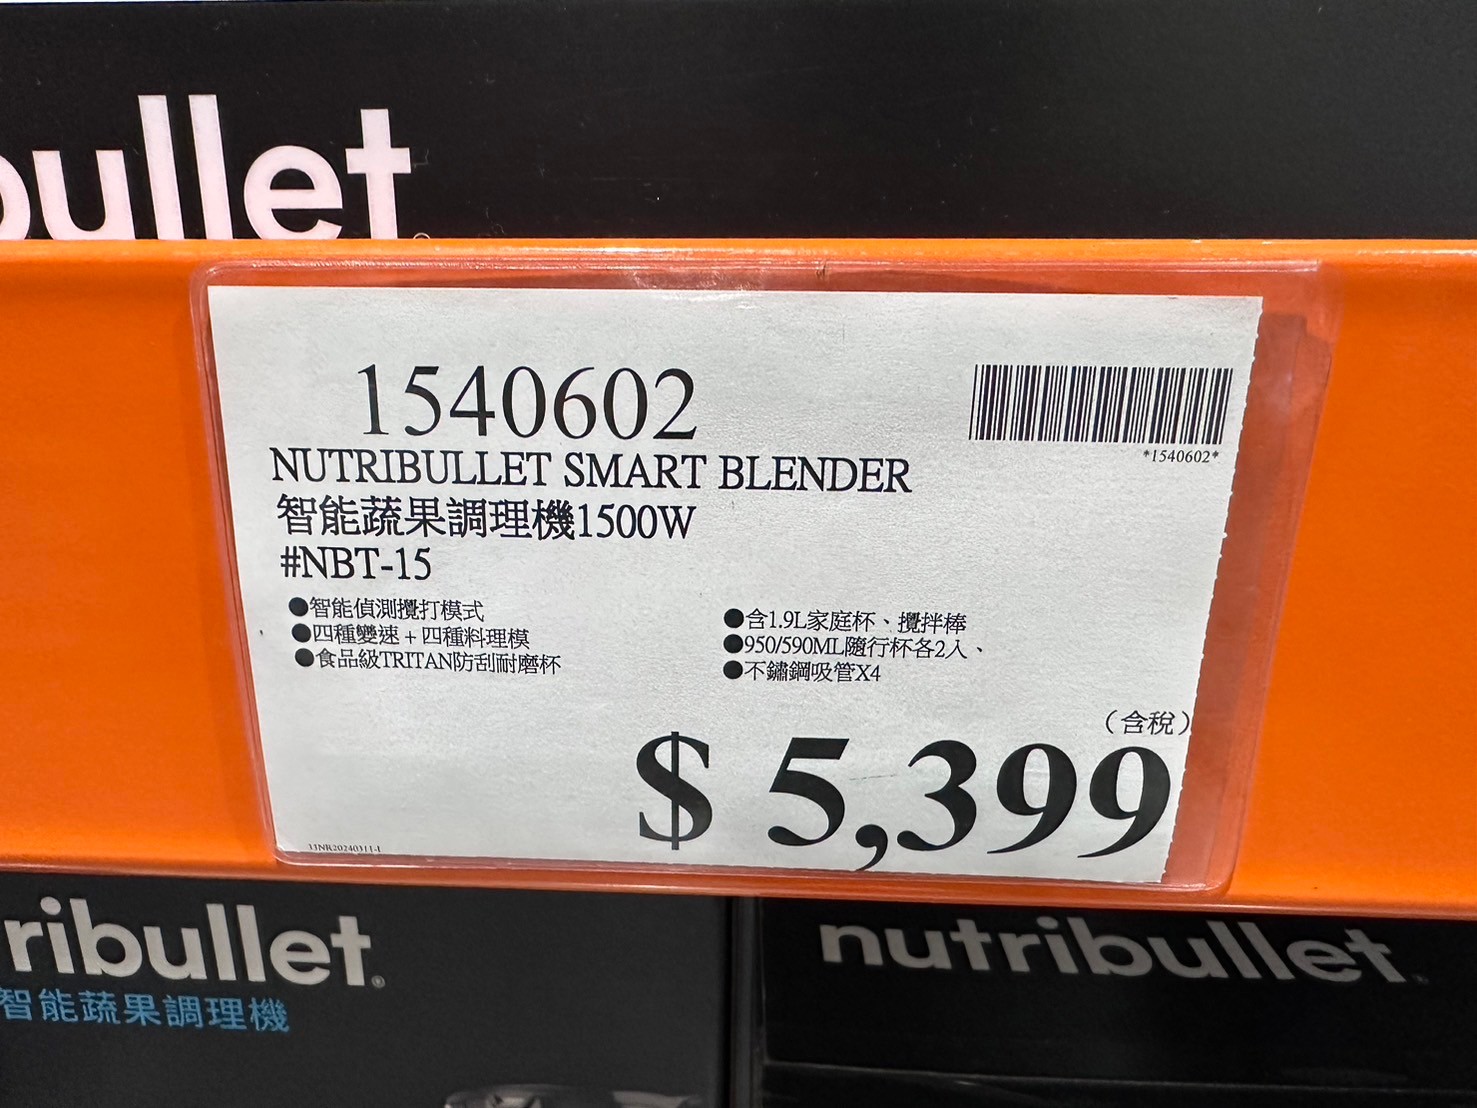 bullet
1540602
*1540602*
NUTRIBULLET SMART BLENDER
智能蔬果調理機1500W
#NBT-15
●智能偵測攪打模式
●四種變速+四種料理模
●食品級TRITAN防刮耐磨杯
●含1.9L家庭杯、攪拌棒
●950/590ML隨行杯各2入、
●不鏽鋼吸管X4
(含稅)
$ 5,399
JJNR20240311-1
ribullet®
智能蔬果調理機
nutribullet